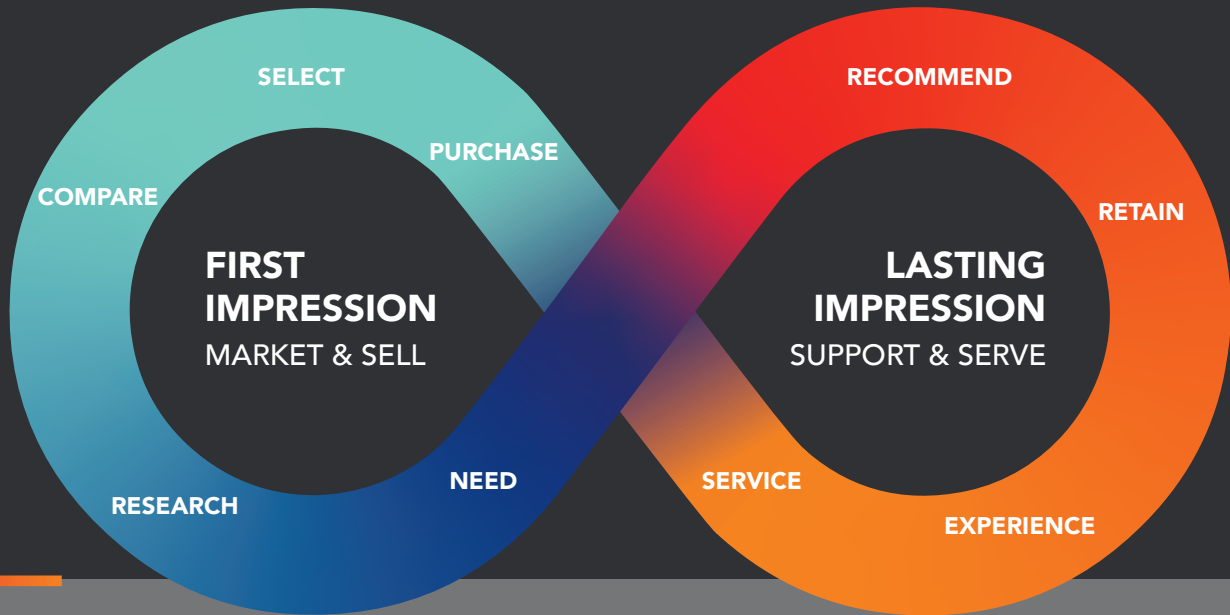 SELECT
RECOMMEND
PURCHASE
COMPARE
RETAIN
FIRST
IMPRESSION
MARKET & SELL
LASTING
IMPRESSION
SUPPORT & SERVE
NEED
SERVICE
RESEARCH
EXPERIENCE